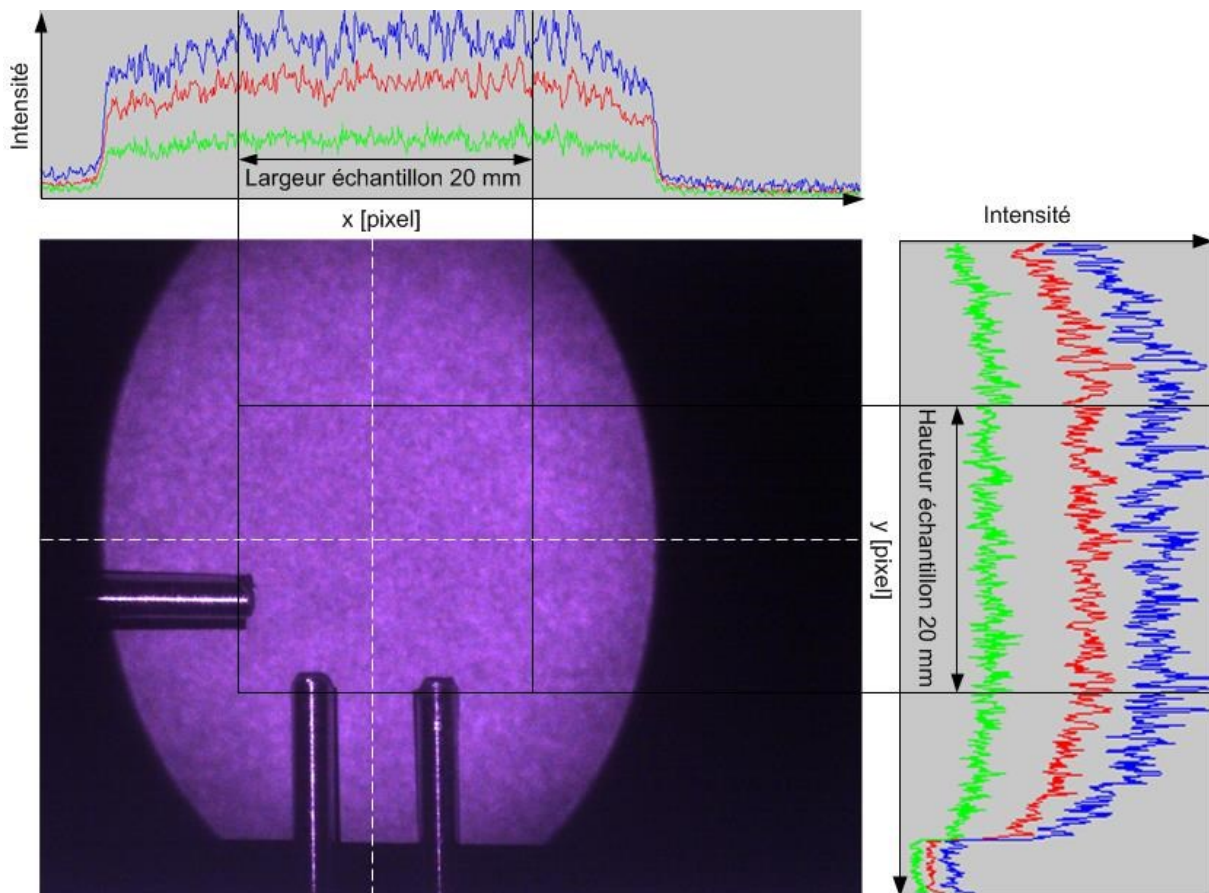 Intensité
Largeur échantillon 20 mm
x [pixel]
Intensité
Hauteur échantillon 20 mm
y [pixel]